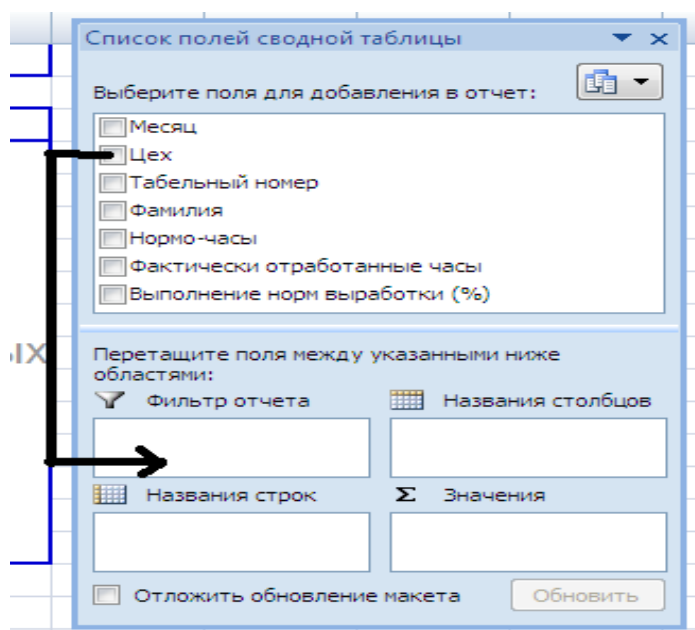 Список полей сводной таблицы
Выберите поля для добавления в отчет:
Месяц
Цех
Табельный номер
Фамилия
Нормо-часы
Фактически отработанные часы
Выполнение норм выработки (%)
ых
Перетащите поля между указанными ниже
областями:
Фильтр отчета
Названия столбцов
Названия строк
Σ Значения
Отложить обновление макета
Обновить